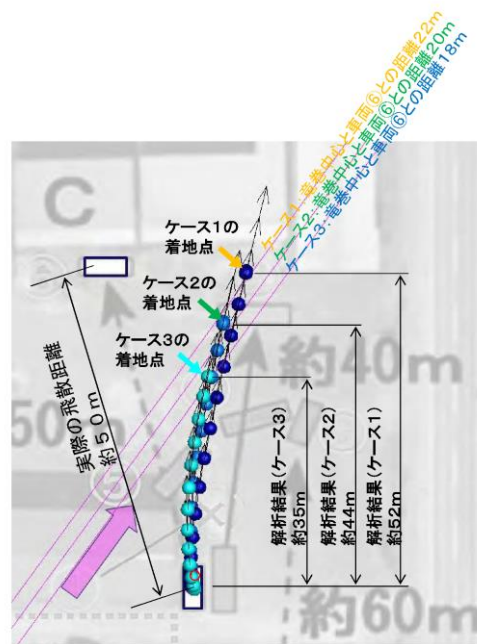 ケース1:竜巻中心と車両⑥との距離22m
ケース2:竜巻中心と車両⑥との距離20m
ケース3:竜巻中心と車両⑥との距離18m
C
ケース1の
着地点
ケース2の
着地点
ケース3の
着地点
約40m
50m
実際の飛散距離
約50m
解析結果(ケース3)
約35m
解析結果(ケース2)
約44m
解析結果(ケース1)
約52m
約60m